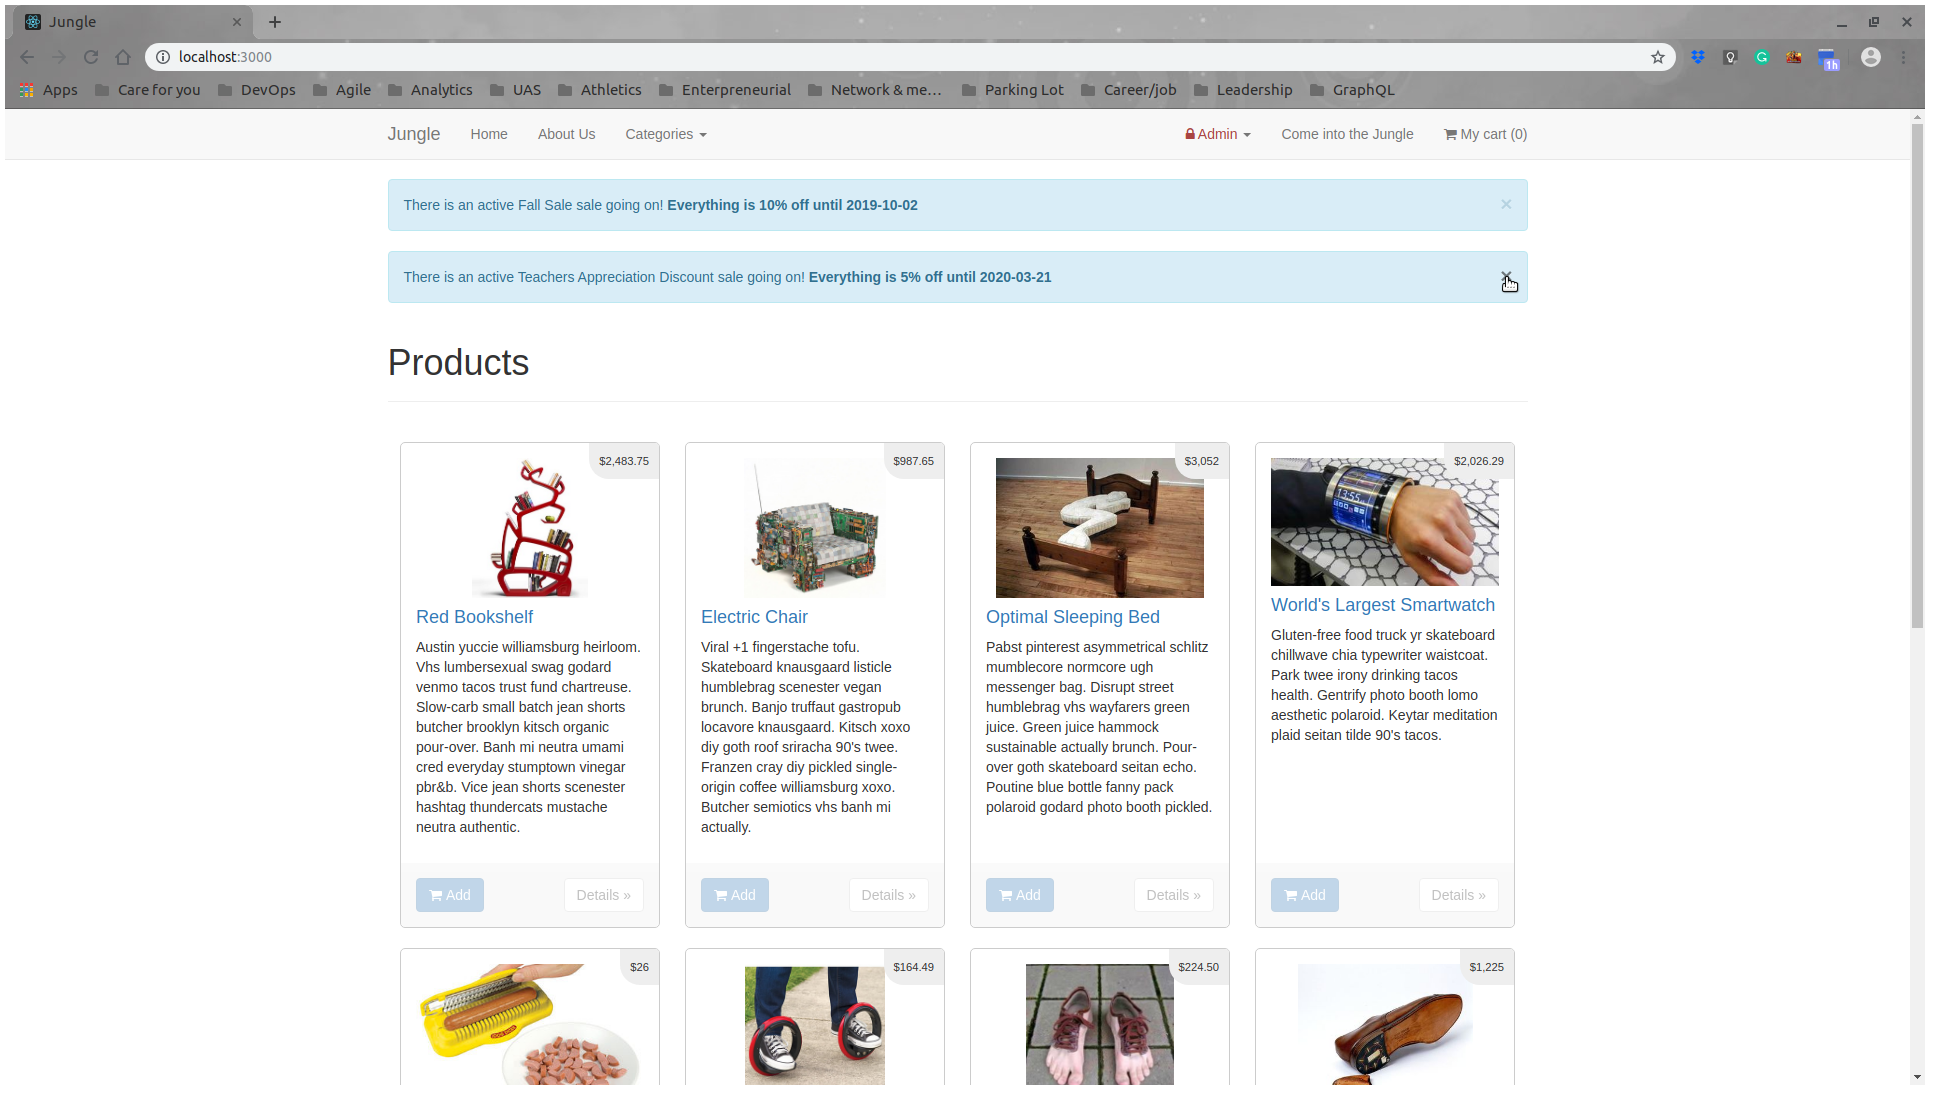 Jungle
localhost:3000
1h
Apps Care for you DevOps Agile Analytics UAS Athletics Enterpreneurial Network & me… Parking Lot Career/job Leadership GraphQL
Jungle Home About Us Categories Admin Come into the Jungle My cart (0)
There is an active Fall Sale sale going on! Everything is 10% off until 2019-10-02 ×
There is an active Teachers Appreciation Discount sale going on! Everything is 5% off until 2020-03-21 ×
Products
$2,483.75
Red Bookshelf
Austin yuccie williamsburg heirloom.
Vhs lumbersexual swag godard
venmo tacos trust fund chartreuse.
Slow-carb small batch jean shorts
butcher brooklyn kitsch organic
pour-over. Banh mi neutra umami
cred everyday stumptown vinegar
pbr&b. Vice jean shorts scenester
hashtag thundercats mustache
neutra authentic.
Add Details »
$987.65
Electric Chair
Viral +1 fingerstache tofu.
Skateboard knausgaard listicle
humblebrag scenester vegan
brunch. Banjo truffaut gastropub
locavore knausgaard. Kitsch xoxo
diy goth roof sriracha 90's twee.
Franzen cray diy pickled single-
origin coffee williamsburg xoxo.
Butcher semiotics vhs banh mi
actually.
Add Details »
$3,052
Optimal Sleeping Bed
Pabst pinterest asymmetrical schlitz
mumblecore normcore ugh
messenger bag. Disrupt street
humblebrag vhs wayfarers green
juice. Green juice hammock
sustainable actually brunch. Pour-
over goth skateboard seitan echo.
Poutine blue bottle fanny pack
polaroid godard photo booth pickled.
Add Details »
$2,026.29
13:55
World's Largest Smartwatch
Gluten-free food truck yr skateboard
chillwave chia typewriter waistcoat.
Park twee irony drinking tacos
health. Gentrify photo booth lomo
aesthetic polaroid. Keytar meditation
plaid seitan tilde 90's tacos.
Add Details »
$26
$164.49
$224.50
$1,225